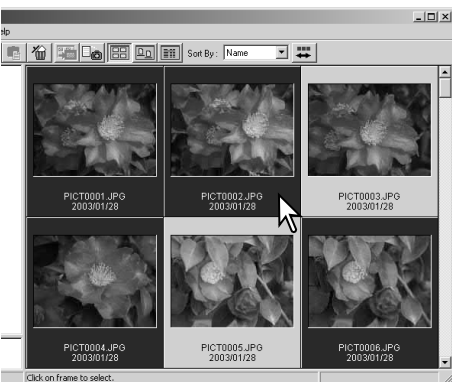 elp
Sort By: Name
PICT0001.JPG
2003/01/28
PICT0002.JPG
2003/01/28
PICT0003.JPG
2003/01/28
PICT0004.JPG
2003/01/28
PICT0005.JPG
2003/01/28
PICT0006.JPG
2003/01/28
Click on frame to select.